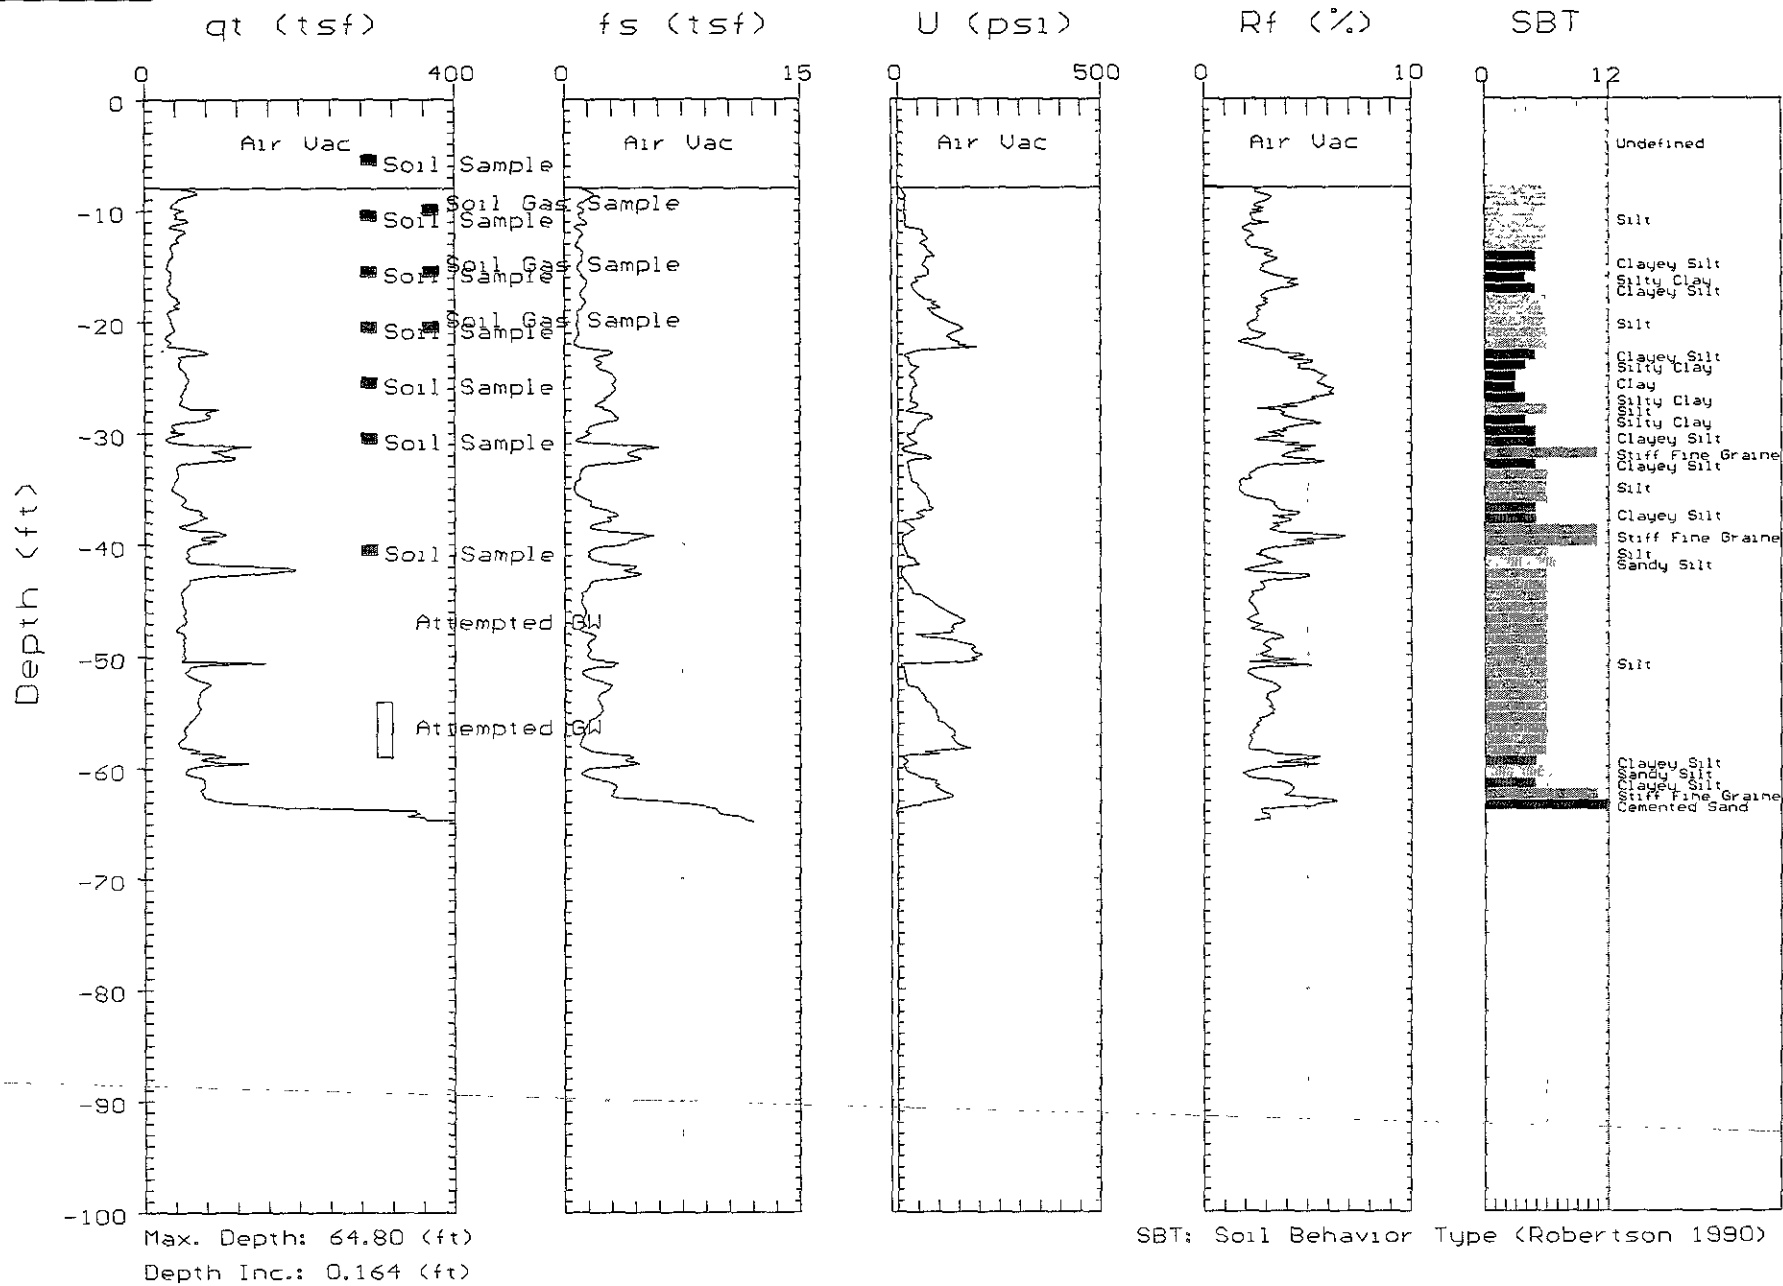 qt (tsf) fs (tsf) U (psi) Rf (%) SBT
0 400 0 15 0 500 0 10 0 12
0
Air Vac Air Vac Air Vac Air Vac Undefined
Soil Sample
-10 Soil Gas Sample
Soil Sample Silt
Soil Gas Sample Clayey Silt
Soil Sample Silty Clay
Clayey Silt
-20 Soil Gas Sample Silt
Soil Sample
Clayey Silt
Silty Clay
Soil Sample Clay
Silty Clay
Silt
Silty Clay
-30 Soil Sample Clayey Silt
Stiff Fine Graine
Clayey Silt
Silt
Clayey Silt
Stiff Fine Graine
-40 Soil Sample Silt
Sandy Silt
Attempted GW
-50 Silt
Attempted GW
-60 Clayey Silt
Sandy Silt
Clayey Silt
Stiff Fine Graine
Cemented Sand
-70
-80
-90
-100
Depth (ft)
Max. Depth: 64.80 (ft) SBT: Soil Behavior Type (Robertson 1990)
Depth Inc.: 0.164 (ft)